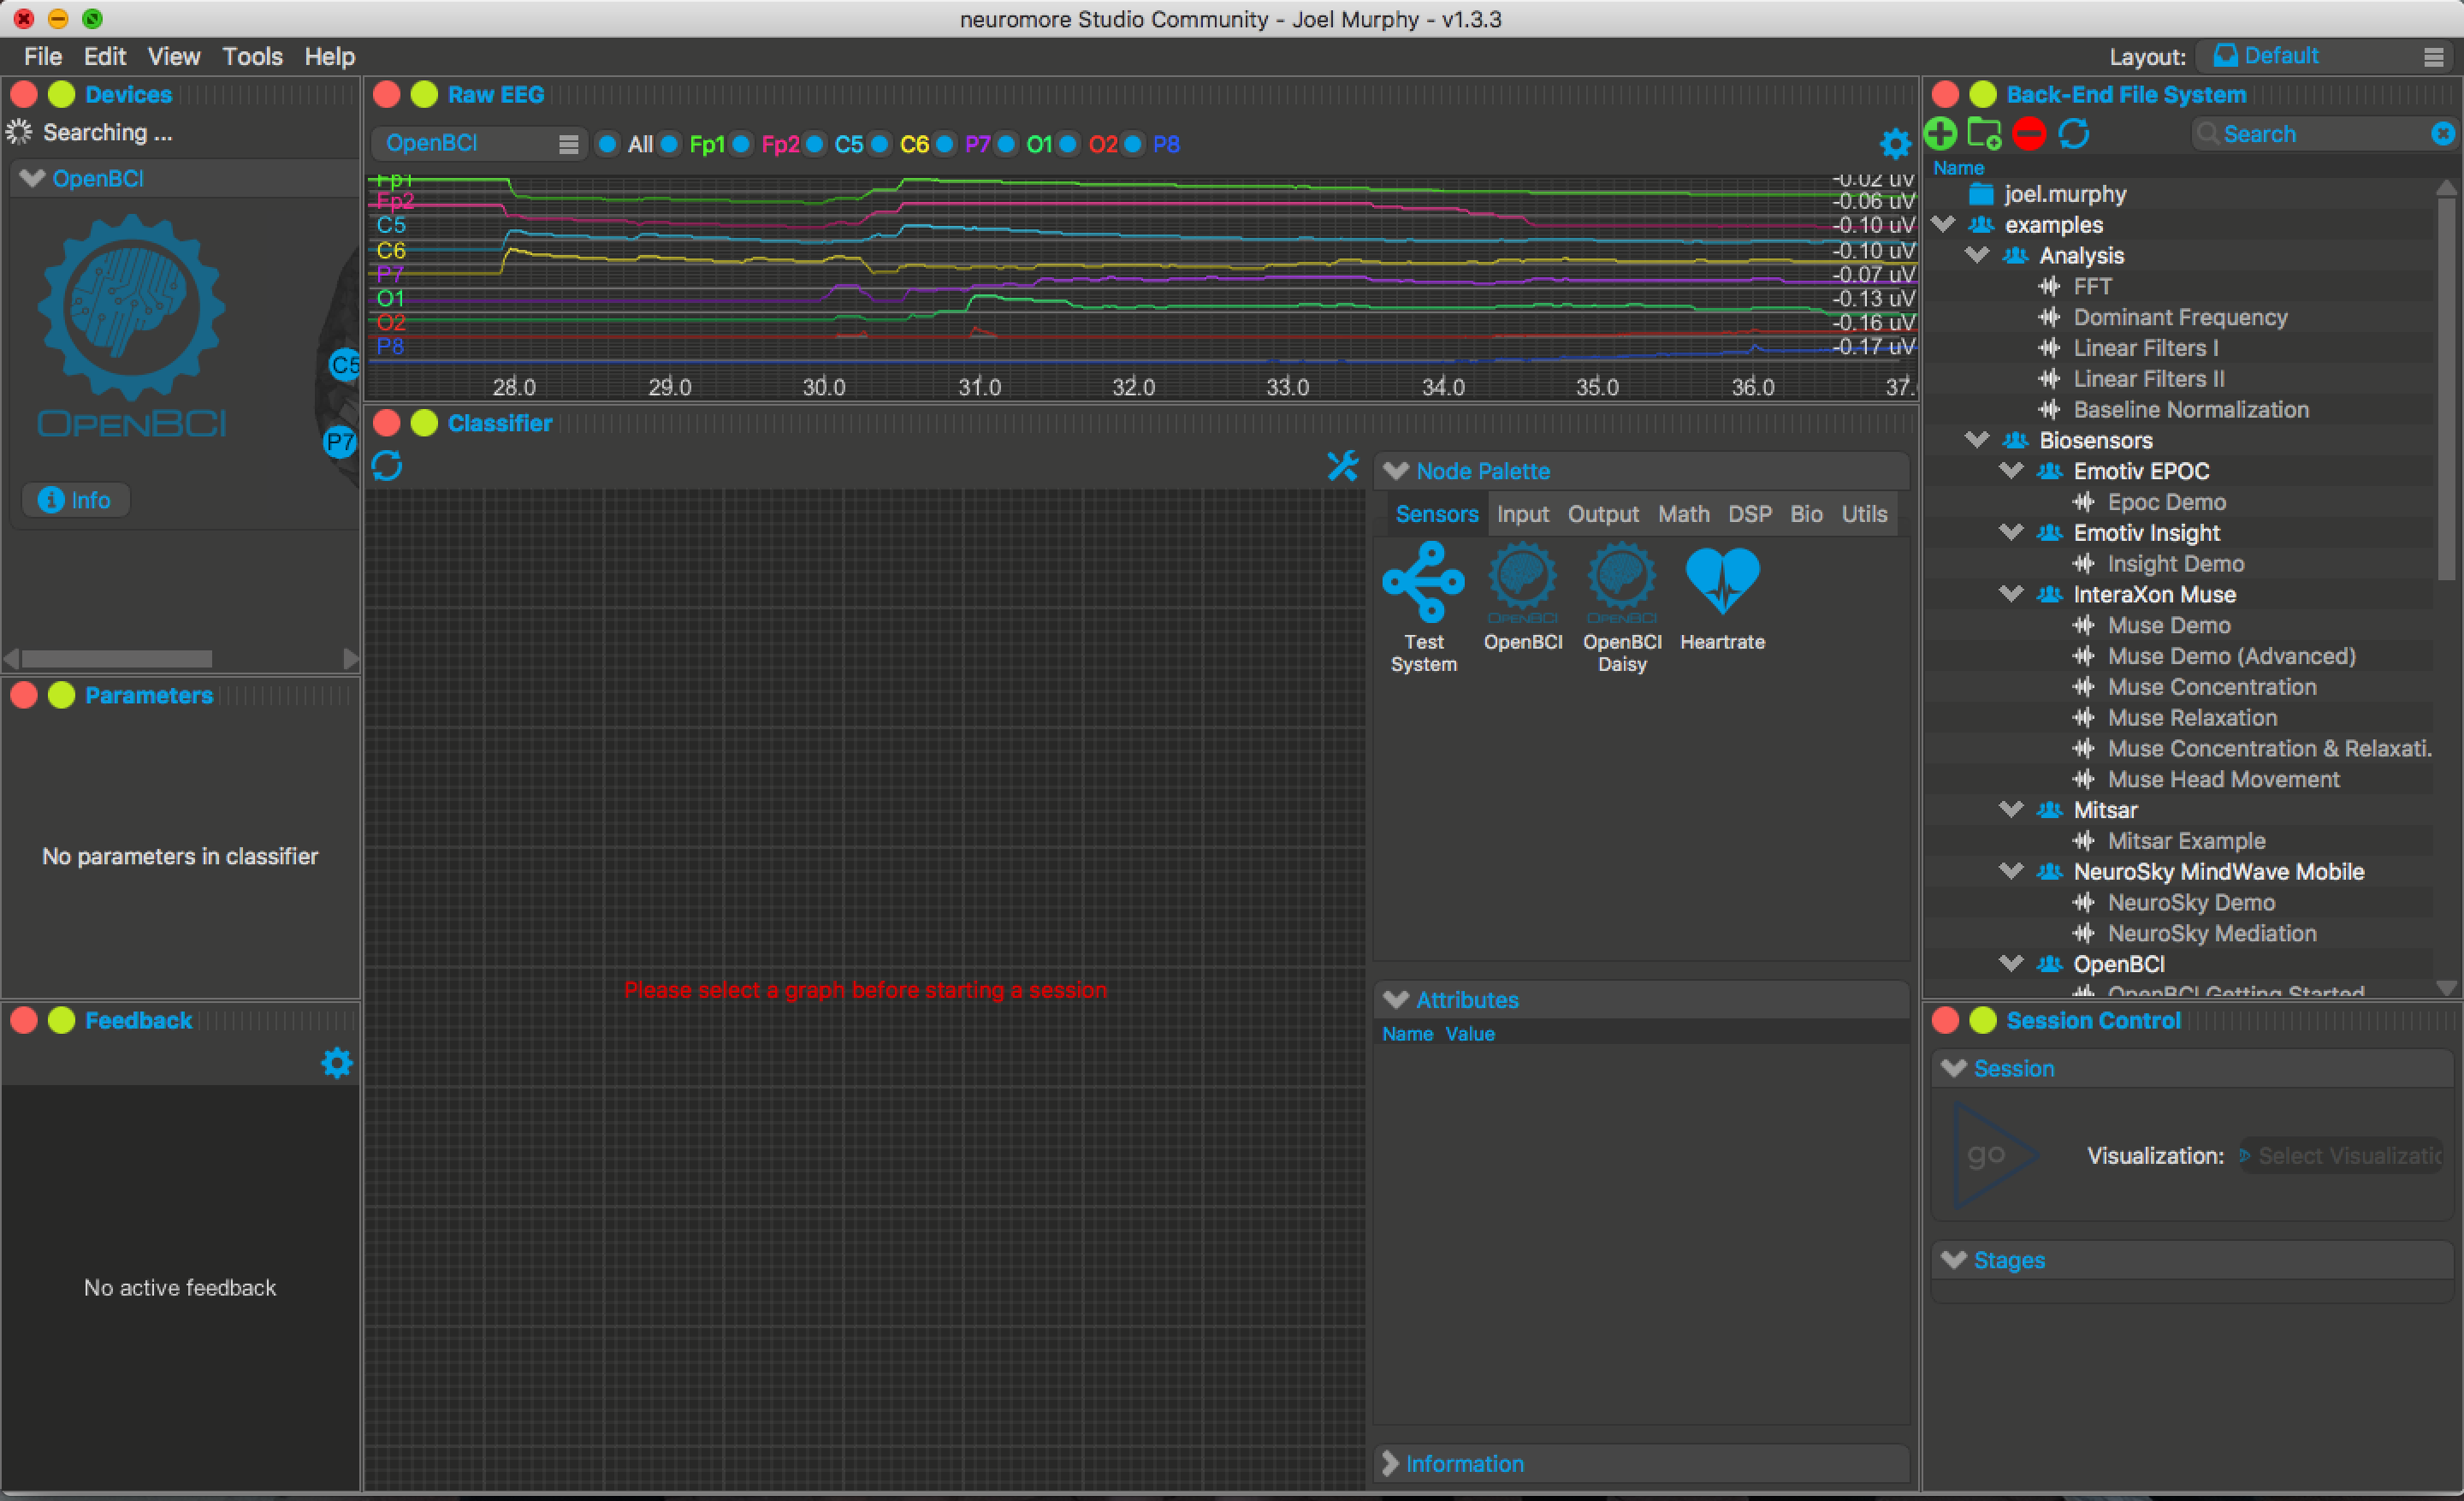 neuromore Studio Community - Joel Murphy - v1.3.3
File Edit View Tools Help
Layout: Default
Devices
Searching ...
OpenBCI
OPENBCI
C5
P7
Info
Parameters
No parameters in classifier
Feedback
No active feedback
Raw EEG
OpenBCI All Fp1 Fp2 C5 C6 P7 O1 O2 P8
Fp1 -0.02 uV
Fp2 -0.06 uV
C5 -0.10 uV
C6 -0.10 uV
P7 -0.07 uV
O1 -0.13 uV
O2 -0.16 uV
P8 -0.17 uV
28.0 29.0 30.0 31.0 32.0 33.0 34.0 35.0 36.0 37.
Classifier
Please select a graph before starting a session
Node Palette
Sensors Input Output Math DSP Bio Utils
OPENBCI OPENBCI
Test System OpenBCI OpenBCI Daisy Heartrate
Attributes
Name Value
Information
Back-End File System
Search
Name
joel.murphy
examples
Analysis
FFT
Dominant Frequency
Linear Filters I
Linear Filters II
Baseline Normalization
Biosensors
Emotiv EPOC
Epoc Demo
Emotiv Insight
Insight Demo
InteraXon Muse
Muse Demo
Muse Demo (Advanced)
Muse Concentration
Muse Relaxation
Muse Concentration & Relaxati.
Muse Head Movement
Mitsar
Mitsar Example
NeuroSky MindWave Mobile
NeuroSky Demo
NeuroSky Mediation
OpenBCI
OpenBCI Getting Started
Session Control
Session
go Visualization: Select Visualizatic
Stages